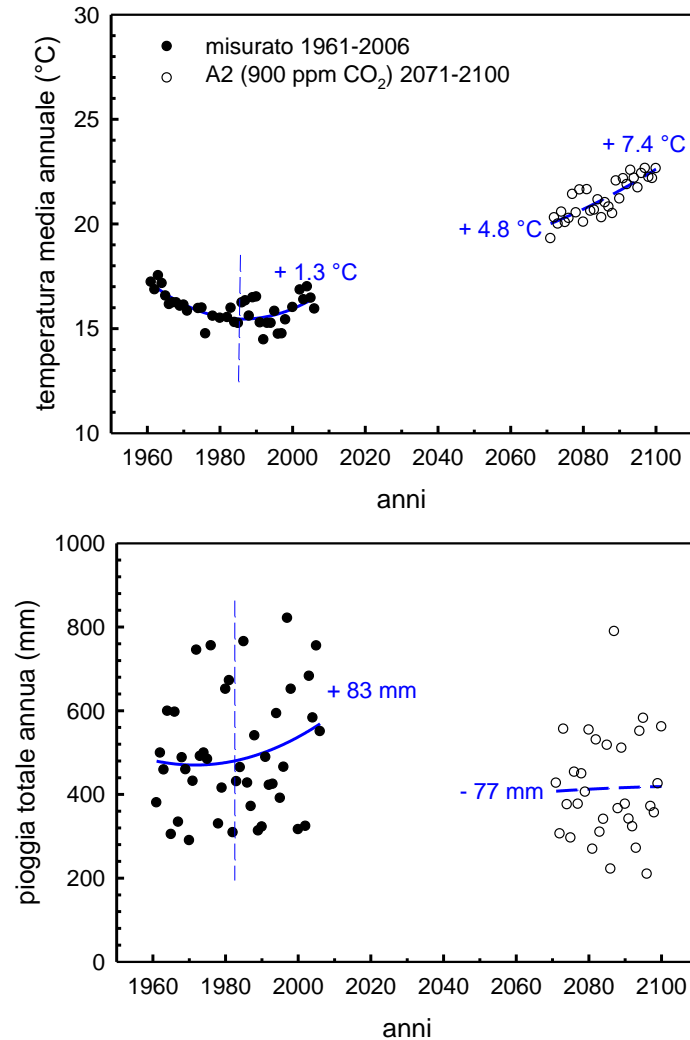 30
misurato 1961-2006
A2 (900 ppm CO2) 2071-2100
+ 7.4 °C
25
temperatura media annuale (°C)
20
+ 4.8 °C
+ 1.3 °C
15
10
1960 1980 2000 2020 2040 2060 2080 2100
anni
1000
800
pioggia totale annua (mm)
+ 83 mm
600
400
- 77 mm
200
0
1960 1980 2000 2020 2040 2060 2080 2100
anni